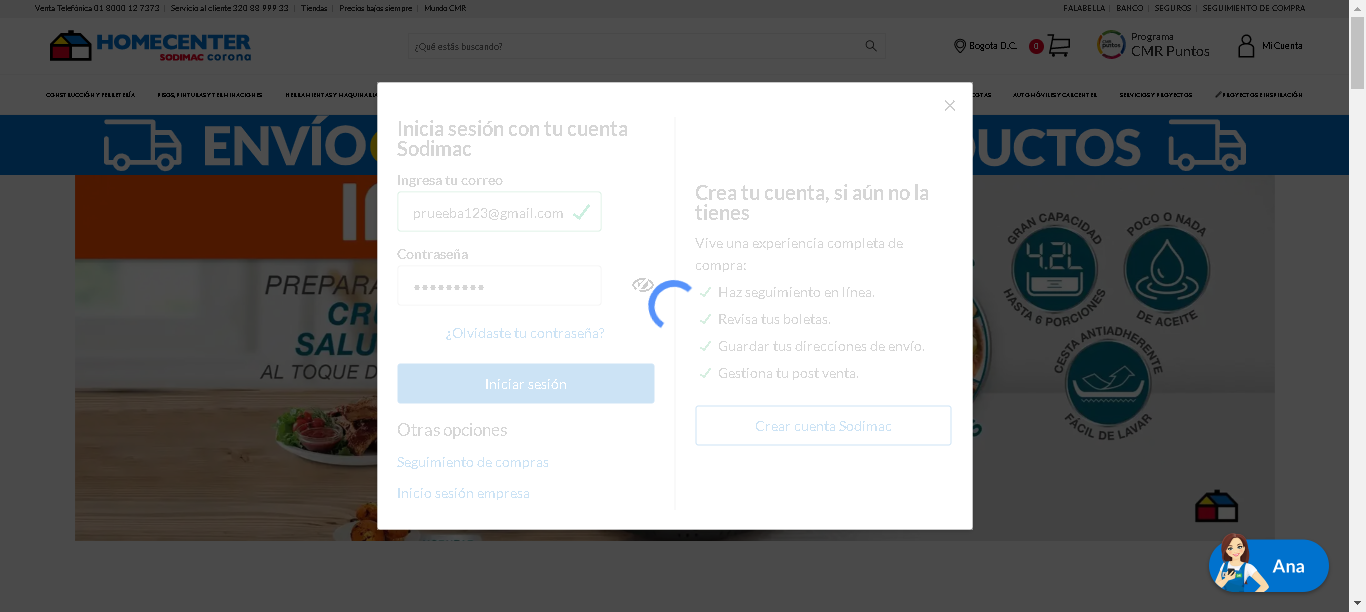 Venta Telefónica 01 8000 12 7373 | Servicio al cliente 320 88 999 33 | Tiendas | Precios bajos siempre | Mundo CMR
FALABELLA | BANCO | SEGUROS | SEGUIMIENTO DE COMPRA
HOMECENTER
SODIMAC corona
¿Qué estás buscando?
Bogota D.C.
0
Programa
CMR Puntos
Mi Cuenta
CONSTRUCCIÓN Y FERRETERÍA
PISOS, PINTURAS Y TERMINACIONES
HERRAMIENTAS Y MAQUINARIA
AUTOMÓVILES Y CAR CENTER
SERVICIOS Y PROYECTOS
PROYECTOS E INSPIRACIÓN
ENVÍO
DUCTOS
PREPARA
CR
SALU
AL TOQUE D
GRAN CAPACIDAD
4.2L
HASTA 6 PORCIONES
POCO O NADA
DE ACEITE
CESTA ANTIADHERENTE
FÁCIL DE LAVAR
Inicia sesión con tu cuenta
Sodimac
Ingresa tu correo
prueeba123@gmail.com
Contraseña
•••••••••
¿Olvidaste tu contraseña?
Iniciar sesión
Otras opciones
Seguimiento de compras
Inicio sesión empresa
Crea tu cuenta, si aún no la
tienes
Vive una experiencia completa de
compra:
Haz seguimiento en línea.
Revisa tus boletas.
Guardar tus direcciones de envío.
Gestiona tu post venta.
Crear cuenta Sodimac
Ana